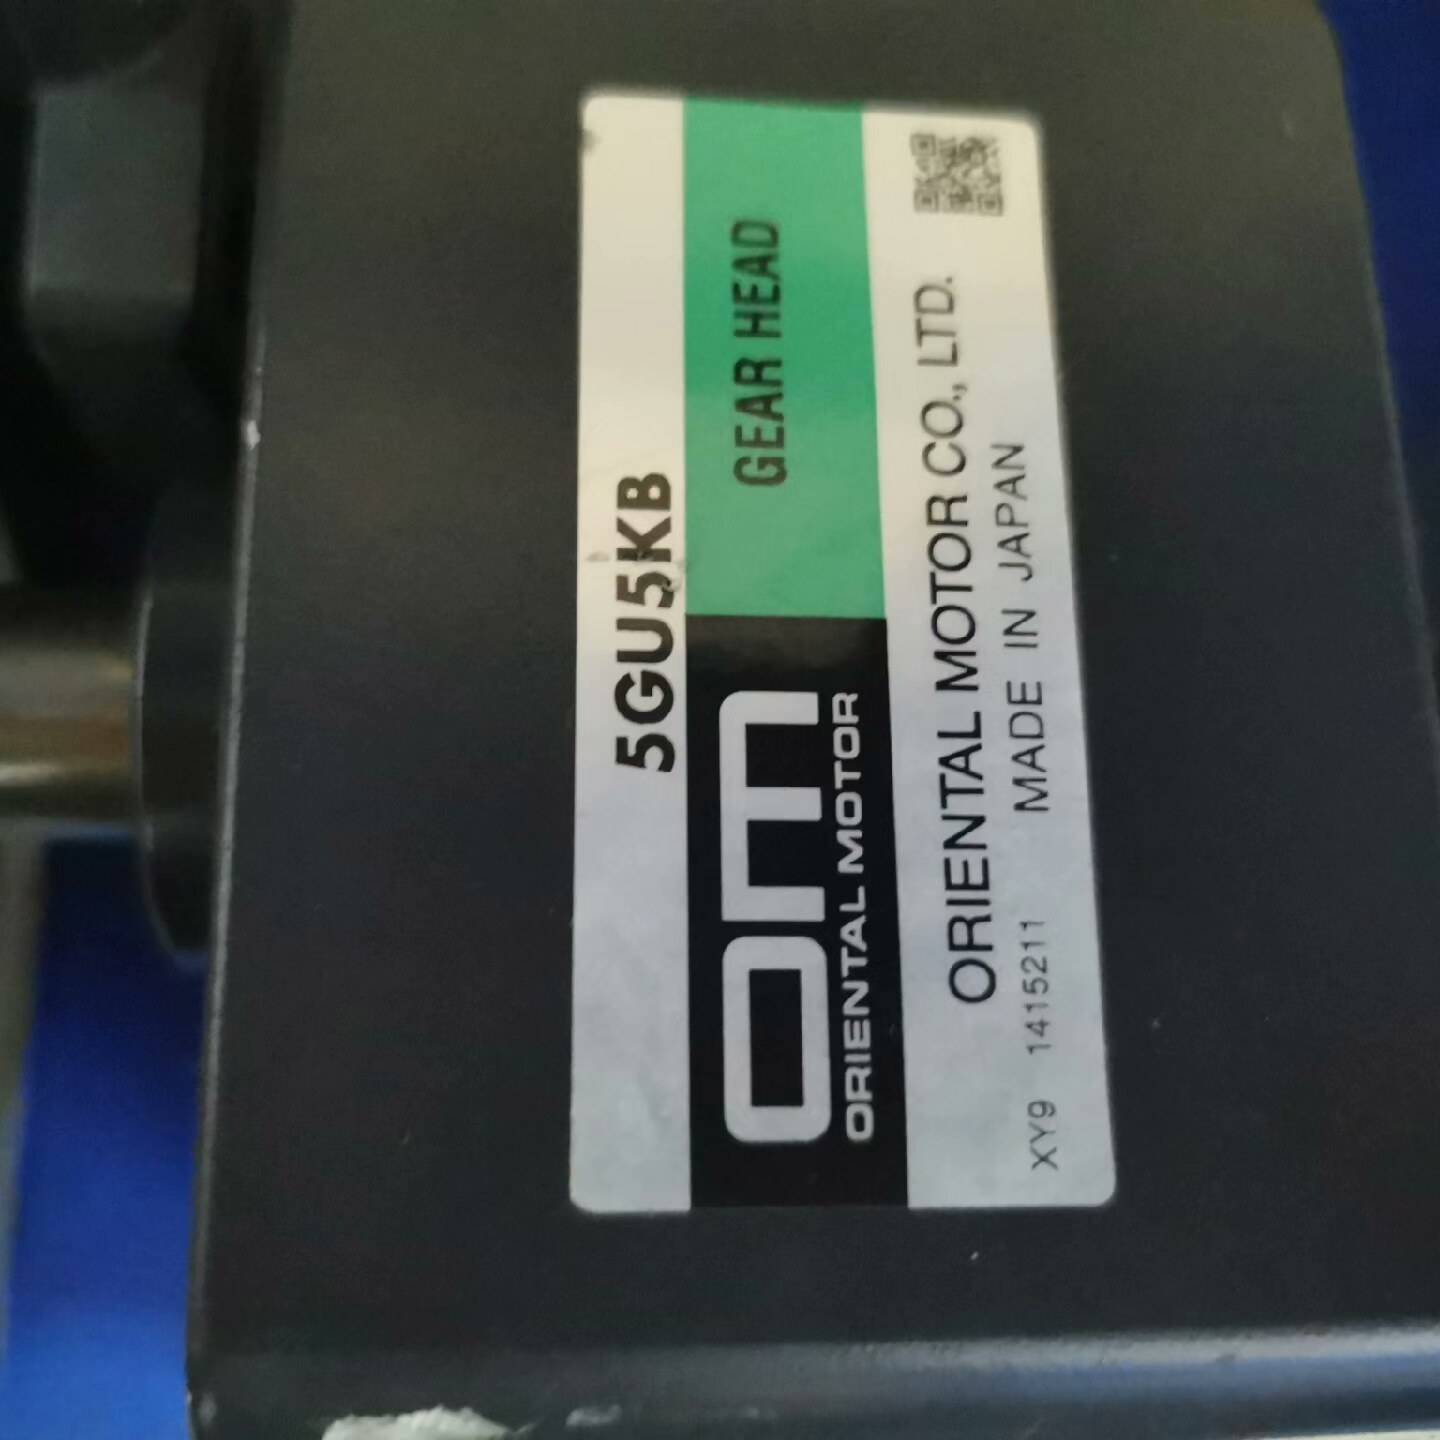 5GU5KB
GEAR HEAD
OM
ORIENTAL MOTOR
ORIENTAL MOTOR CO., LTD.
MADE IN JAPAN
XY9 1415211